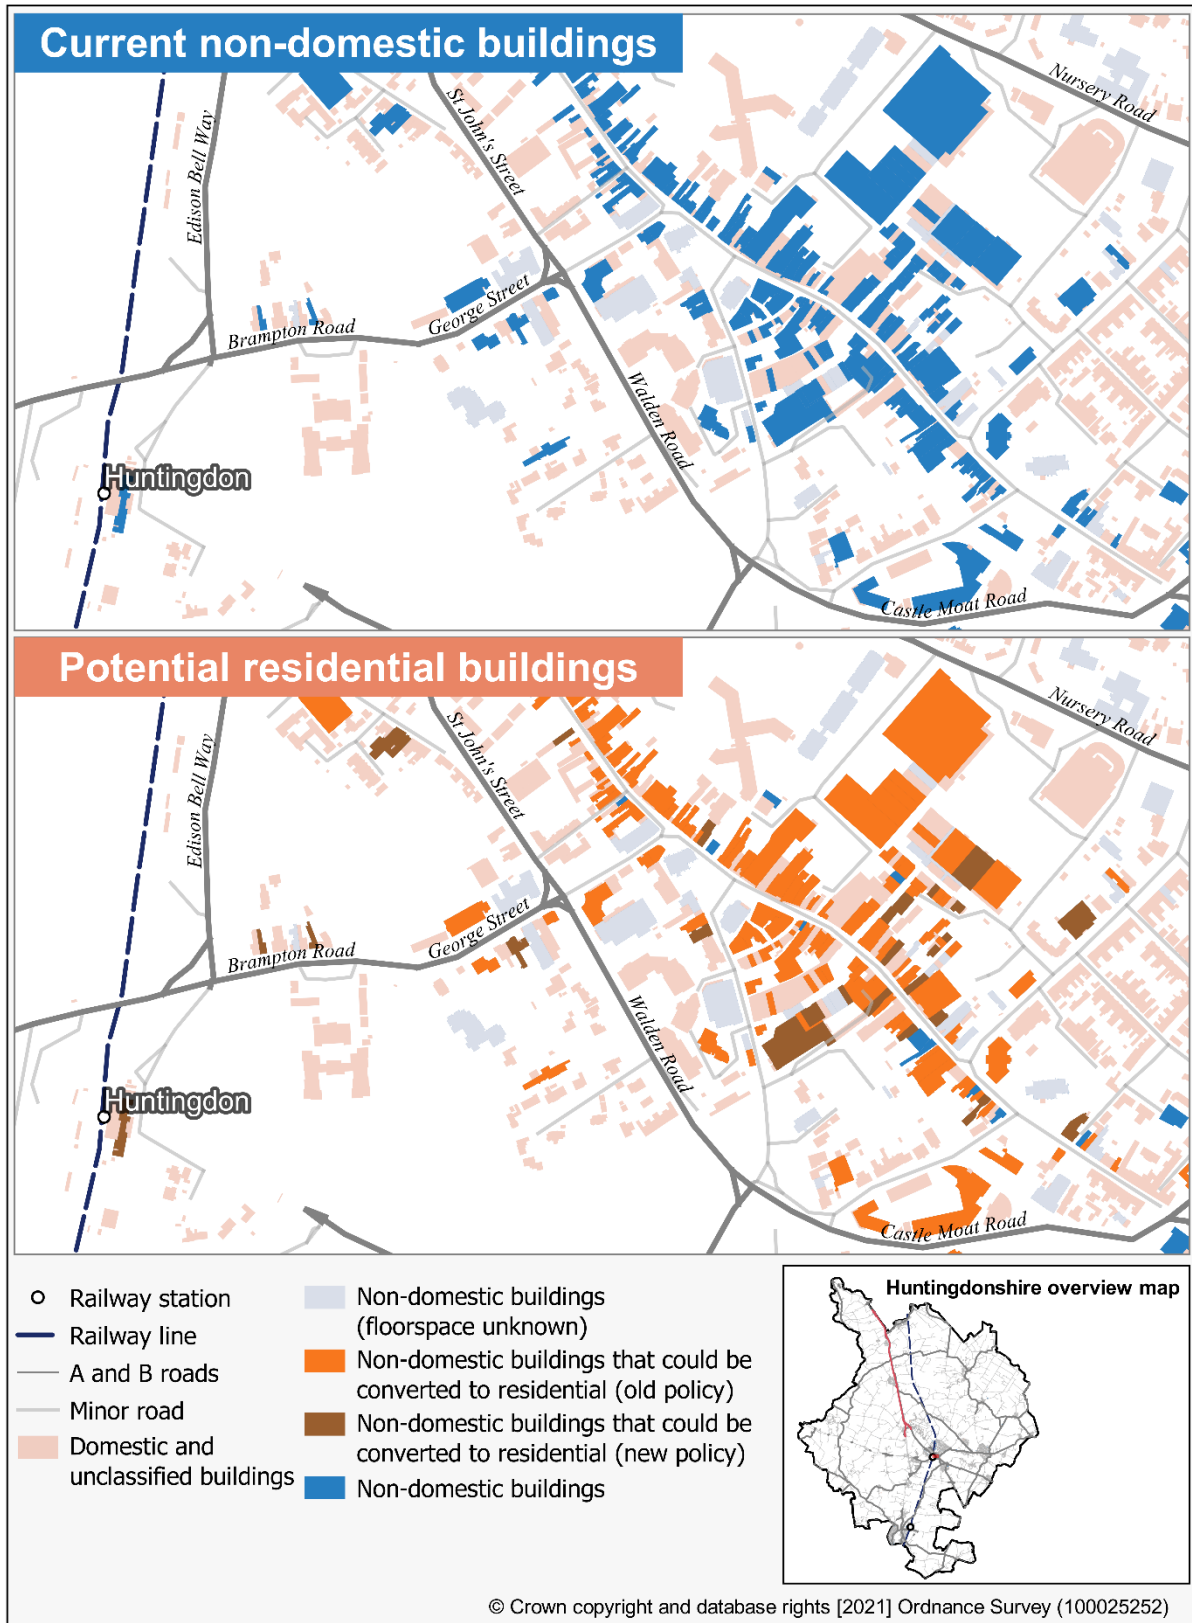 Current non-domestic buildings
Nursery Road
St John's Street
Edison Bell Way
George Street
Brampton Road
Walden Road
Huntingdon
Castle Moat Road
Potential residential buildings
Nursery Road
St John's Street
Edison Bell Way
George Street
Brampton Road
Walden Road
Huntingdon
Castle Moat Road
Railway station
Railway line
A and B roads
Minor road
Domestic and
unclassified buildings
Non-domestic buildings
(floorspace unknown)
Non-domestic buildings that could be
converted to residential (old policy)
Non-domestic buildings that could be
converted to residential (new policy)
Non-domestic buildings
Huntingdonshire overview map
© Crown copyright and database rights [2021] Ordnance Survey (100025252)